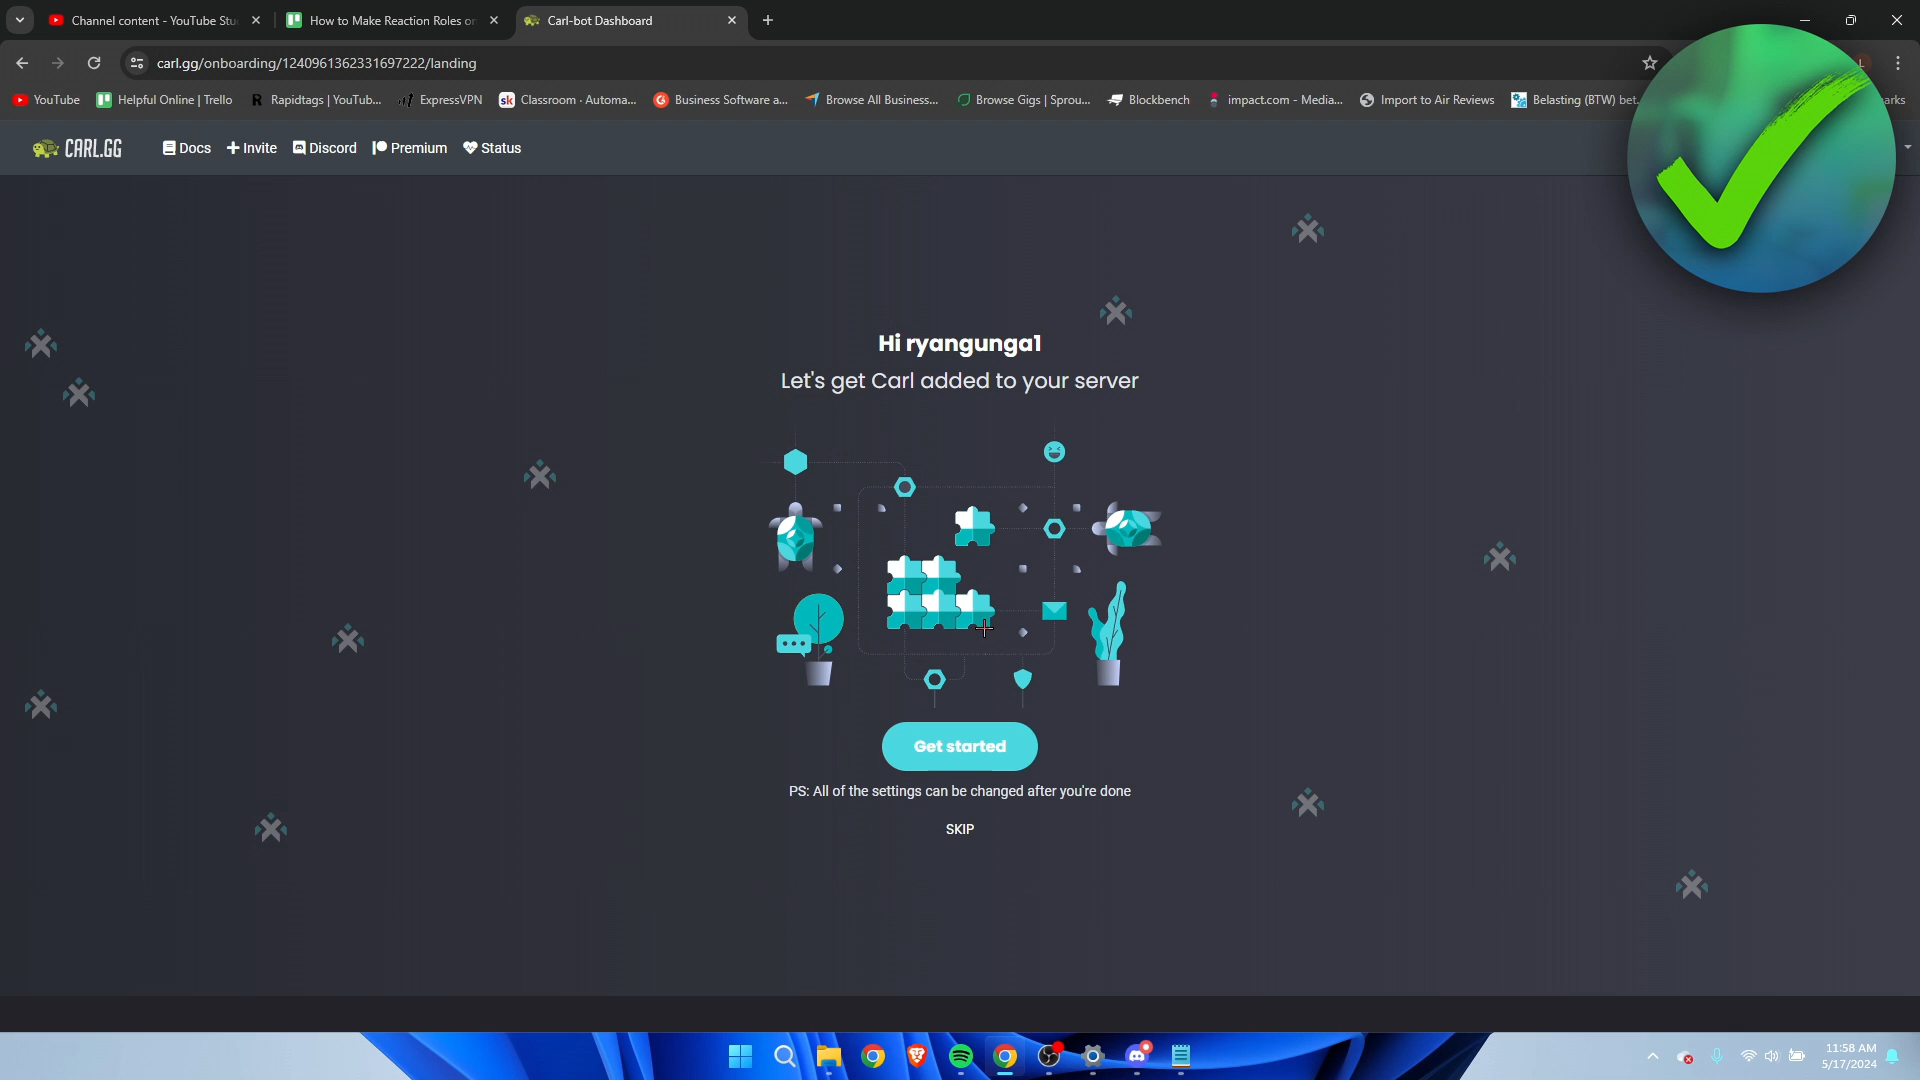 Channel content - YouTube Stu
How to Make Reaction Roles on
Carl-bot Dashboard
carl.gg/onboarding/1240961362331697222/landing
YouTube
Helpful Online | Trello
Rapidtags | YouTub...
ExpressVPN
Classroom - Automa...
Business Software a...
Browse All Business...
Browse Gigs | Sprou...
Blockbench
impact.com - Media...
Import to Air Reviews
Belasting (BTW) bet...
arks
CARL.GG
Docs
Invite
Discord
Premium
Status
Hi ryangunga1
Let's get Carl added to your server
Get started
PS: All of the settings can be changed after you're done
SKIP
11:58 AM
5/17/2024